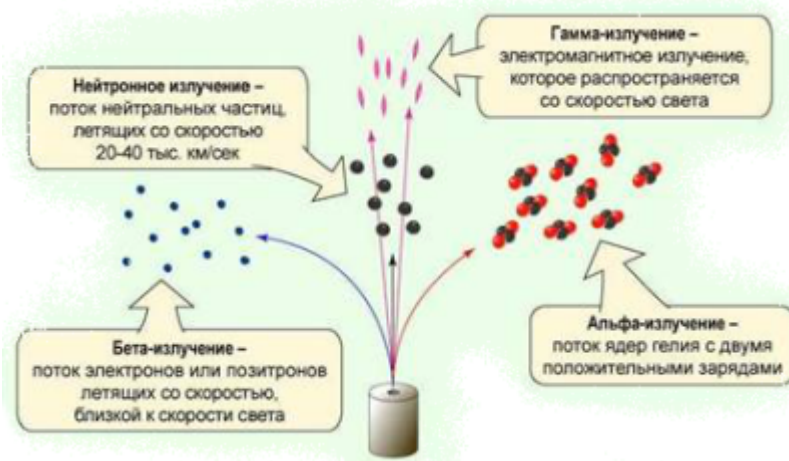 Гамма-излучение –
электромагнитное излучение,
которое распространяется
со скоростью света
Нейтронное излучение –
поток нейтральных частиц,
летящих со скоростью
20-40 тыс. км/сек
Бета-излучение –
поток электронов или позитронов
летящих со скоростью,
близкой к скорости света
Альфа-излучение –
поток ядер гелия с двумя
положительными зарядами